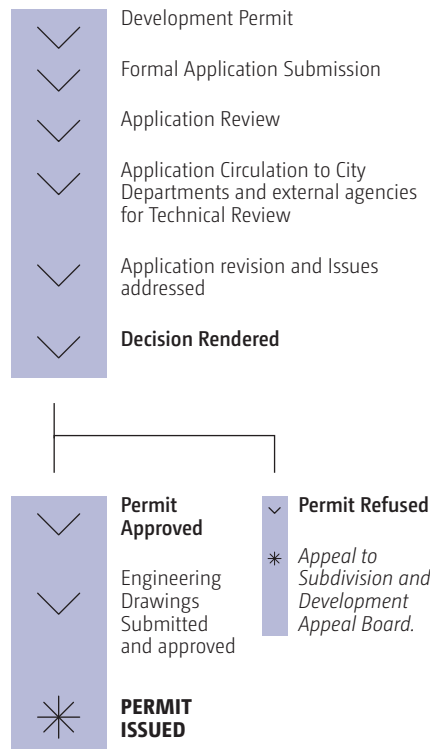 Development Permit
Formal Application Submission
Application Review
Application Circulation to City
Departments and external agencies
for Technical Review
Application revision and Issues
addressed
Decision Rendered
Permit
Approved
Engineering
Drawings
Submitted
and approved
PERMIT
ISSUED
Permit Refused
Appeal to
Subdivision and
Development
Appeal Board.